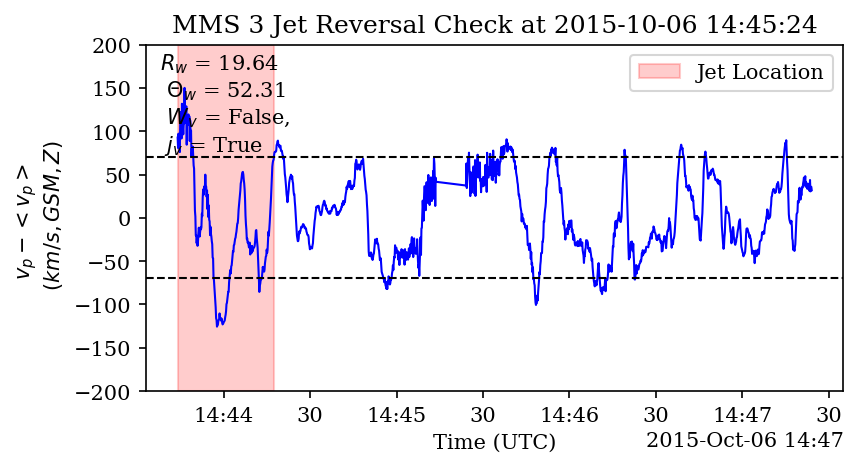 MMS 3 Jet Reversal Check at 2015-10-06 14:45:24
R_w = 19.64
Θ_w = 52.31
W_v = False,
j_v = True
Jet Location
v_p − < v_p >
(km/s, GSM, Z)
200
150
100
50
0
−50
−100
−150
−200
14:44 30 14:45 30 14:46 30 14:47 30
Time (UTC)
2015-Oct-06 14:47